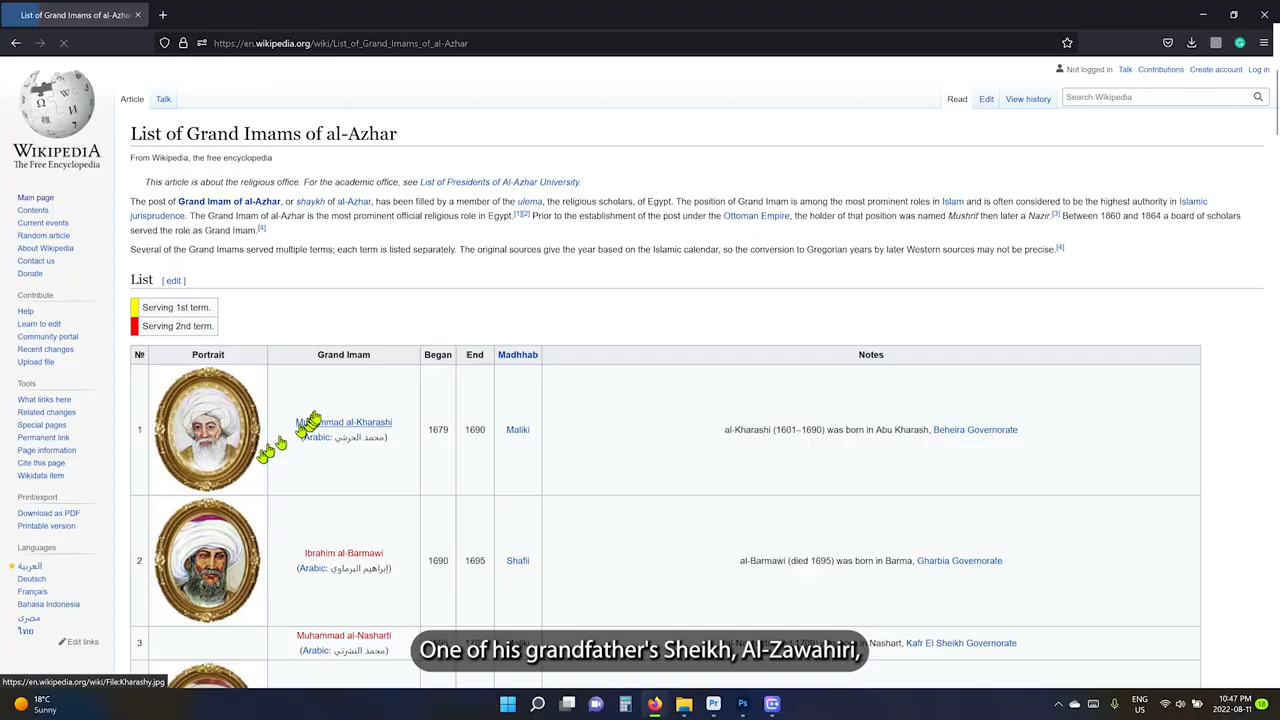 List of Grand Imams of al-Azhar
https://en.wikipedia.org/wiki/List_of_Grand_Imams_of_al-Azhar
Not logged in Talk Contributions Create account Log in
Article Talk Read Edit View history Search Wikipedia
WIKIPEDIA
The Free Encyclopedia
Main page
Contents
Current events
Random article
About Wikipedia
Contact us
Donate
Contribute
Help
Learn to edit
Community portal
Recent changes
Upload file
Tools
What links here
Related changes
Special pages
Permanent link
Page information
Cite this page
Wikidata item
Print/export
Download as PDF
Printable version
Languages
العربية
Deutsch
Français
Bahasa Indonesia
مصرى
ไทย
Edit links
List of Grand Imams of al-Azhar
From Wikipedia, the free encyclopedia
This article is about the religious office. For the academic office, see List of Presidents of Al-Azhar University.
The post of Grand Imam of al-Azhar, or shaykh of al-Azhar, has been filled by a member of the ulema, the religious scholars, of Egypt. The position of Grand Imam is among the most prominent roles in Islam and is often considered to be the highest authority in Islamic
jurisprudence. The Grand Imam of al-Azhar is the most prominent official religious role in Egypt.[1][2] Prior to the establishment of the post under the Ottoman Empire, the holder of that position was named Mushrif then later a Nazir.[3] Between 1860 and 1864 a board of scholars
served the role as Grand Imam.[4]
Several of the Grand Imams served multiple terms; each term is listed separately. The original sources give the year based on the Islamic calendar, so the conversion to Gregorian years by later Western sources may not be precise.[4]
List [ edit ]
Serving 1st term.
Serving 2nd term.
№ Portrait Grand Imam Began End Madhhab Notes
1 Muhammad al-Kharashi 1679 1690 Maliki al-Kharashi (1601–1690) was born in Abu Kharash, Beheira Governorate
(Arabic: محمد الخرشي)
2 Ibrahim al-Barmawi 1690 1695 Shafii al-Barmawi (died 1695) was born in Barma, Gharbia Governorate
(Arabic: إبراهيم البرماوي)
3 Muhammad al-Nasharti Nashart, Kafr El Sheikh Governorate
(Arabic: محمد النشرتي)
One of his grandfather's Sheikh, Al-Zawahiri,
https://en.wikipedia.org/wiki/File:Kharashy.jpg
18°C
Sunny
ENG
US
10:47 PM
2022-08-11
18